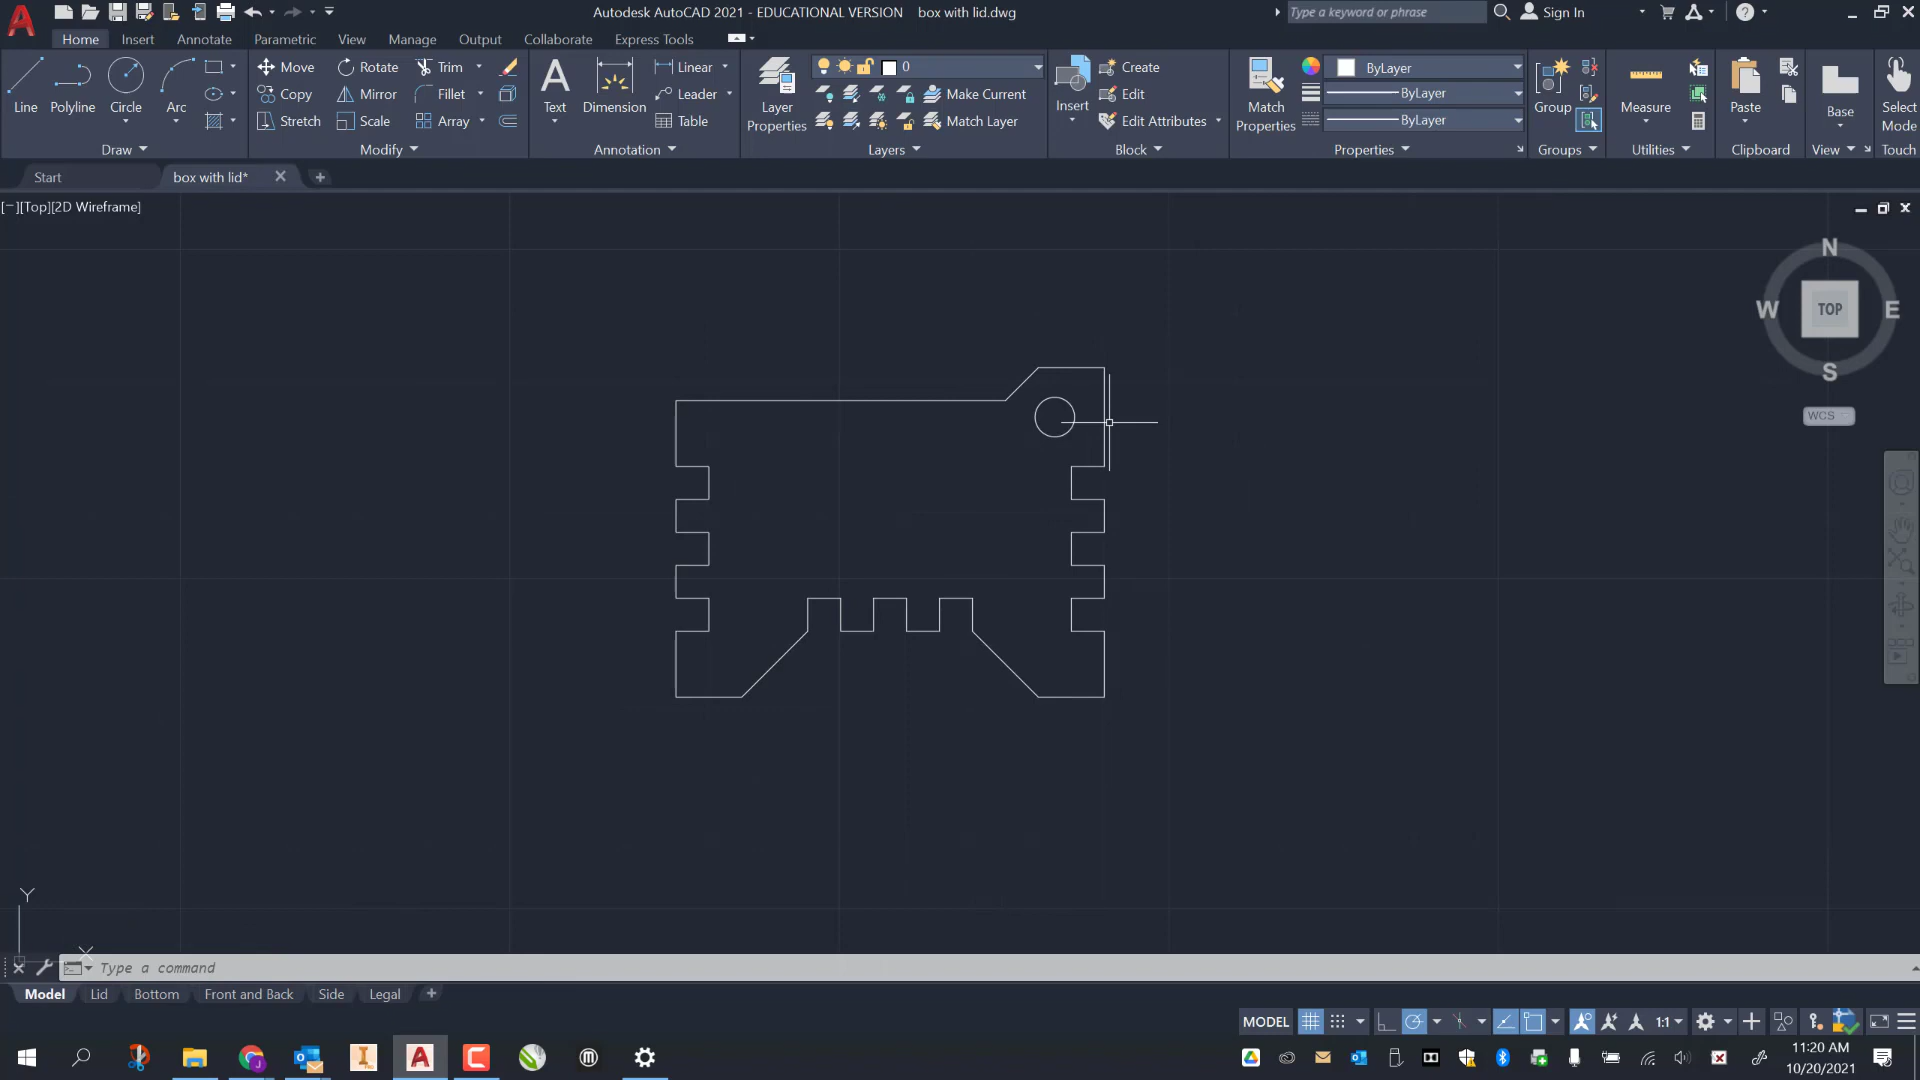 Autodesk AutoCAD 2021 - EDUCATIONAL VERSION box with lid.dwg
Type a keyword or phrase
Sign In
Home Insert Annotate Parametric View Manage Output Collaborate Express Tools
Line Polyline Circle Arc
Draw
Move Rotate Trim
Copy Mirror Fillet
Stretch Scale Array
Modify
Text Dimension
Linear
Leader
Table
Annotation
Layer Properties
0
Make Current
Match Layer
Layers
Insert
Create
Edit
Edit Attributes
Block
Match Properties
ByLayer
ByLayer
ByLayer
Properties
Group
Groups
Measure
Utilities
Paste
Clipboard
Base
View
Select Mode
Touch
Start box with lid*
[−][Top][2D Wireframe]
N
W TOP E
S
WCS
Y
X
Type a command
Model Lid Bottom Front and Back Side Legal
MODEL 1:1
11:20 AM
10/20/2021